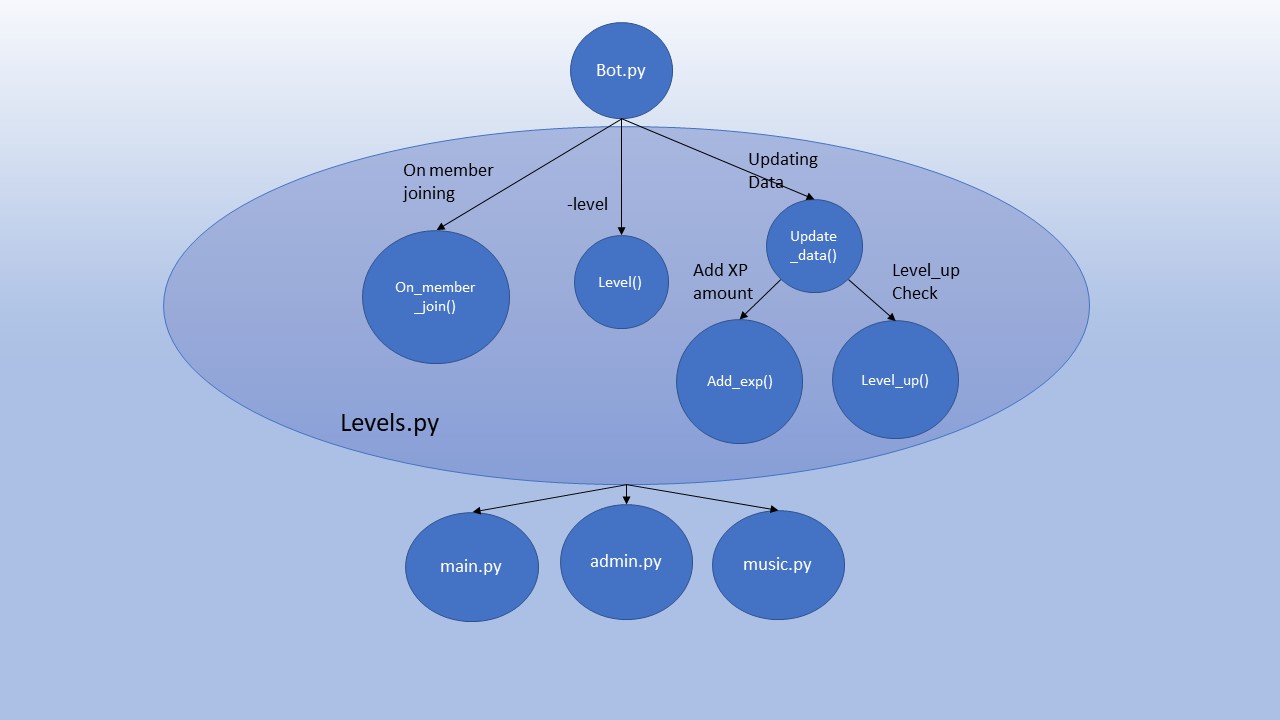 Bot.py
On member
joining
-level
Updating
Data
On_member
_join()
Level()
Update
_data()
Add XP
amount
Level_up
Check
Add_exp()
Level_up()
Levels.py
main.py
admin.py
music.py